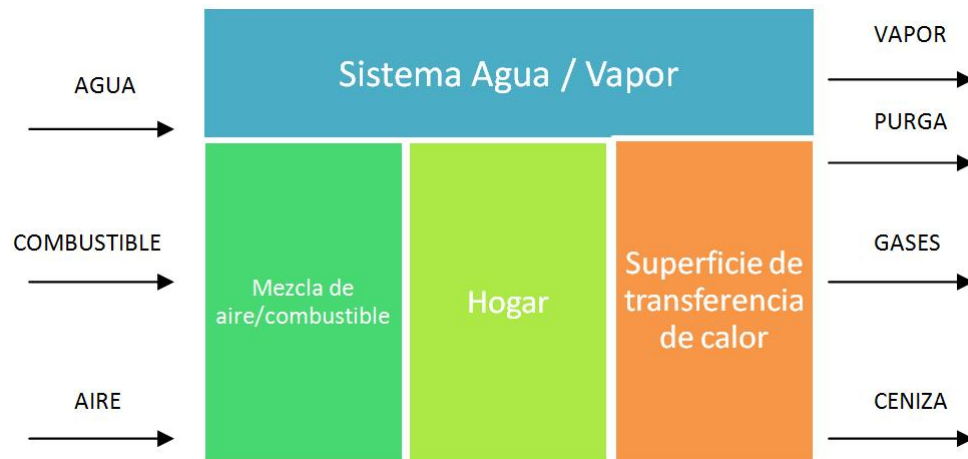 AGUA
COMBUSTIBLE
AIRE
Sistema Agua / Vapor
Mezcla de
aire/combustible
Hogar
Superficie de
transferencia
de calor
VAPOR
PURGA
GASES
CENIZA